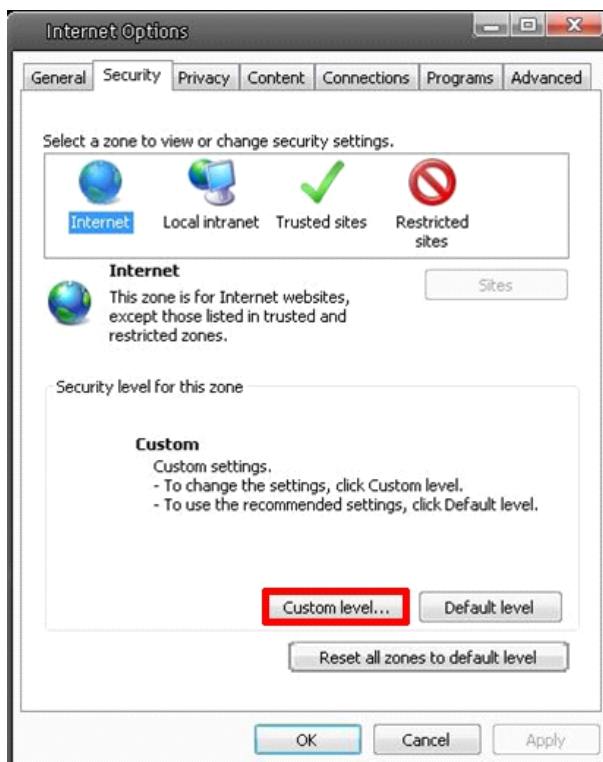 Internet Options
General Security Privacy Content Connections Programs Advanced
Select a zone to view or change security settings.
Internet Local intranet Trusted sites Restricted
sites
Internet
Sites
This zone is for Internet websites,
except those listed in trusted and
restricted zones.
Security level for this zone
Custom
Custom settings.
- To change the settings, click Custom level.
- To use the recommended settings, click Default level.
Custom level... Default level
Reset all zones to default level
OK Cancel Apply